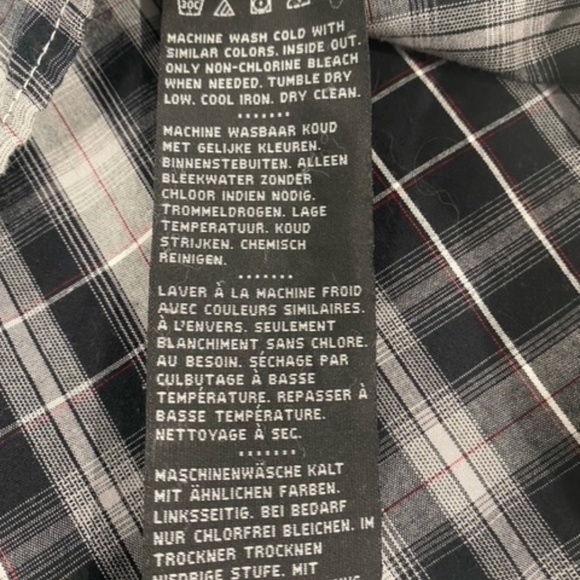 30C
MACHINE WASH COLD WITH
SIMILAR COLORS. INSIDE OUT.
ONLY NON-CHLORINE BLEACH
WHEN NEEDED. TUMBLE DRY
LOW. COOL IRON. DRY CLEAN.
MACHINE WASBAAR KOUD
MET GELIJKE KLEUREN.
BINNENSTEBUITEN. ALLEEN
BLEEKWATER ZONDER
CHLOOR INDIEN NODIG.
TROMMELDROGEN. LAGE
TEMPERATUUR. KOUD
STRIJKEN. CHEMISCH
REINIGEN.
LAVER À LA MACHINE FROID
AVEC COULEURS SIMILAIRES.
À L'ENVERS. SEULEMENT
BLANCHIMENT SANS CHLORE.
AU BESOIN. SÉCHAGE PAR
CULBUTAGE À BASSE
TEMPÉRATURE. REPASSER À
BASSE TEMPÉRATURE.
NETTOYAGE À SEC.
MASCHINENWÄSCHE KALT
MIT ÄHNLICHEN FARBEN.
LINKSSEITIG. BEI BEDARF
NUR CHLORFREI BLEICHEN. IM
TROCKNER TROCKNEN
NIEDRIGE STUFE. MIT